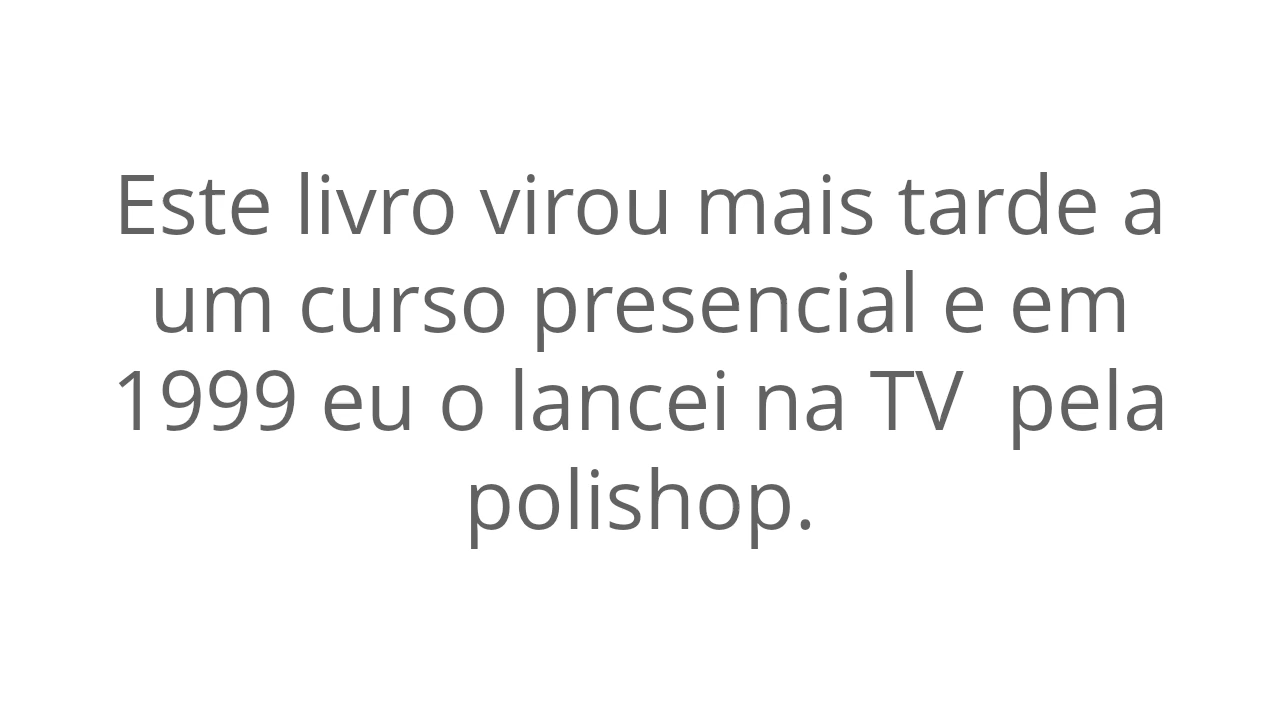 Este livro virou mais tarde a
um curso presencial e em
1999 eu o lancei na TV  pela
polishop.